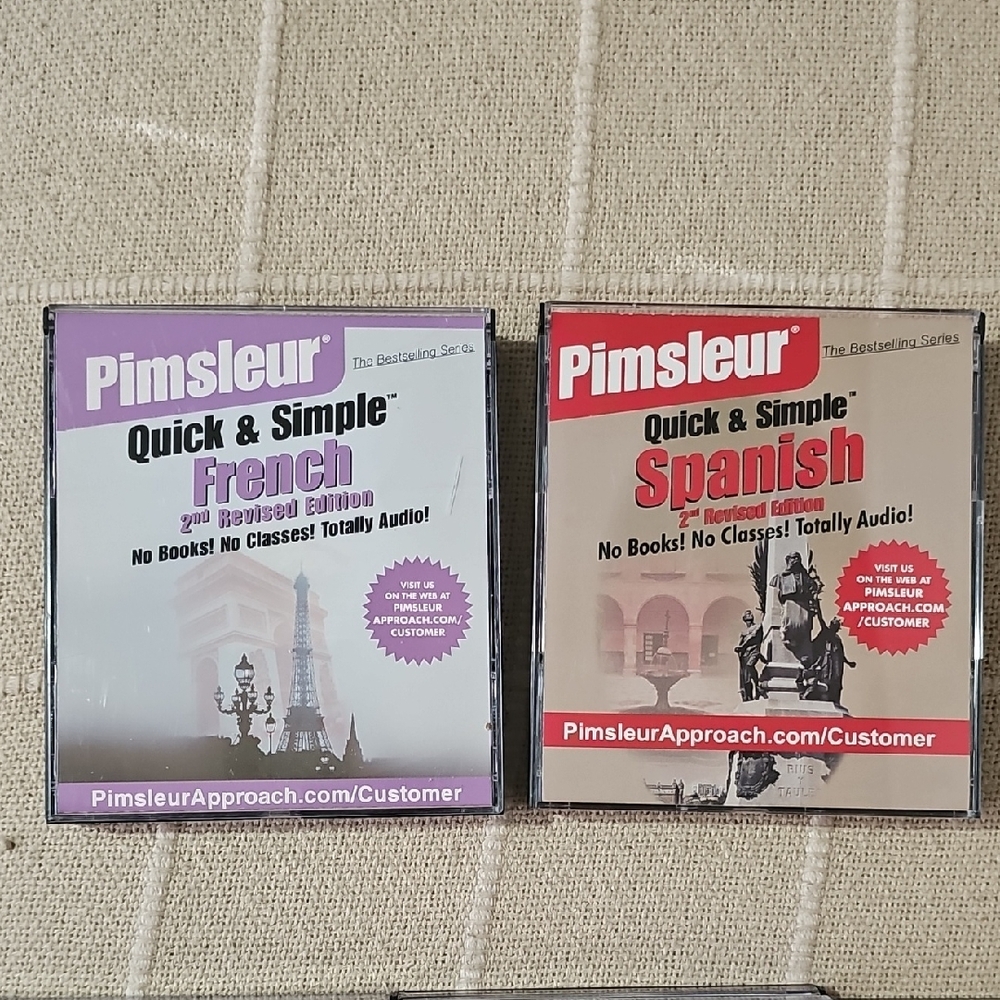 Pimsleur®
The Bestselling Series
Quick & Simple™
French
2nd Revised Edition
No Books! No Classes! Totally Audio!
VISIT US
ON THE WEB AT
PIMSLEUR
APPROACH.COM/
CUSTOMER
PimsleurApproach.com/Customer
Pimsleur®
The Bestselling Series
Quick & Simple™
Spanish
2nd Revised Edition
No Books! No Classes! Totally Audio!
VISIT US
ON THE WEB AT
PIMSLEUR
APPROACH.COM
/CUSTOMER
PimsleurApproach.com/Customer